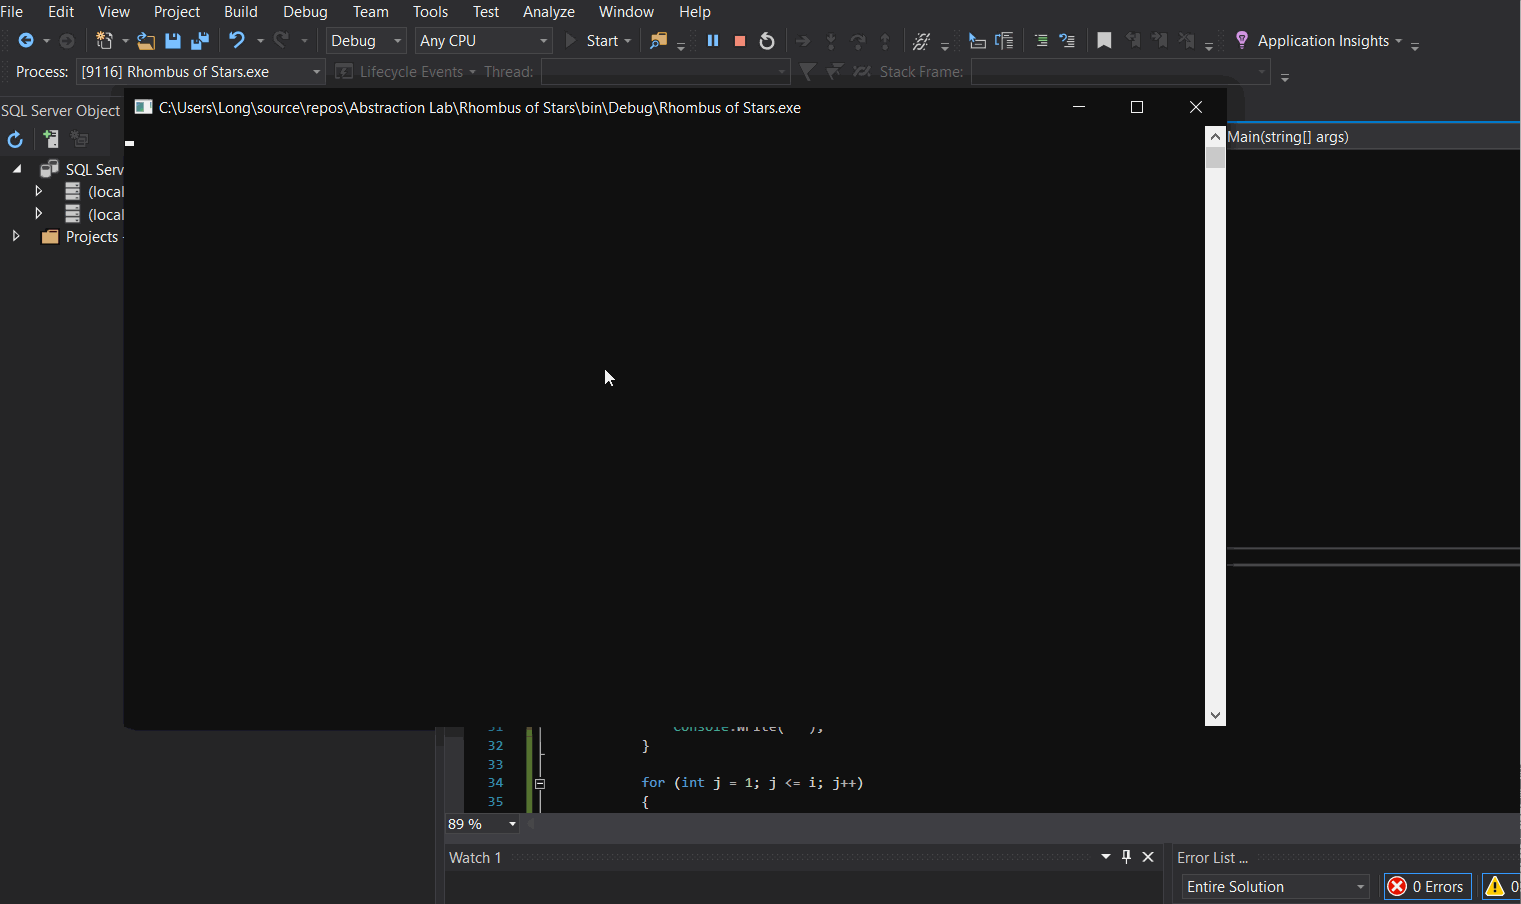 File Edit View Project Build Debug Team Tools Test Analyze Window Help
Debug Any CPU Start Application Insights
Process: [9116] Rhombus of Stars.exe Lifecycle Events Thread: Stack Frame:
SQL Server Object
C:\Users\Long\source\repos\Abstraction Lab\Rhombus of Stars\bin\Debug\Rhombus of Stars.exe
Main(string[] args)
SQL Serv
(local
(local
Projects
32 }
33
34 for (int j = 1; j <= i; j++)
35 {
89 %
Watch 1
Error List ...
Entire Solution 0 Errors 0